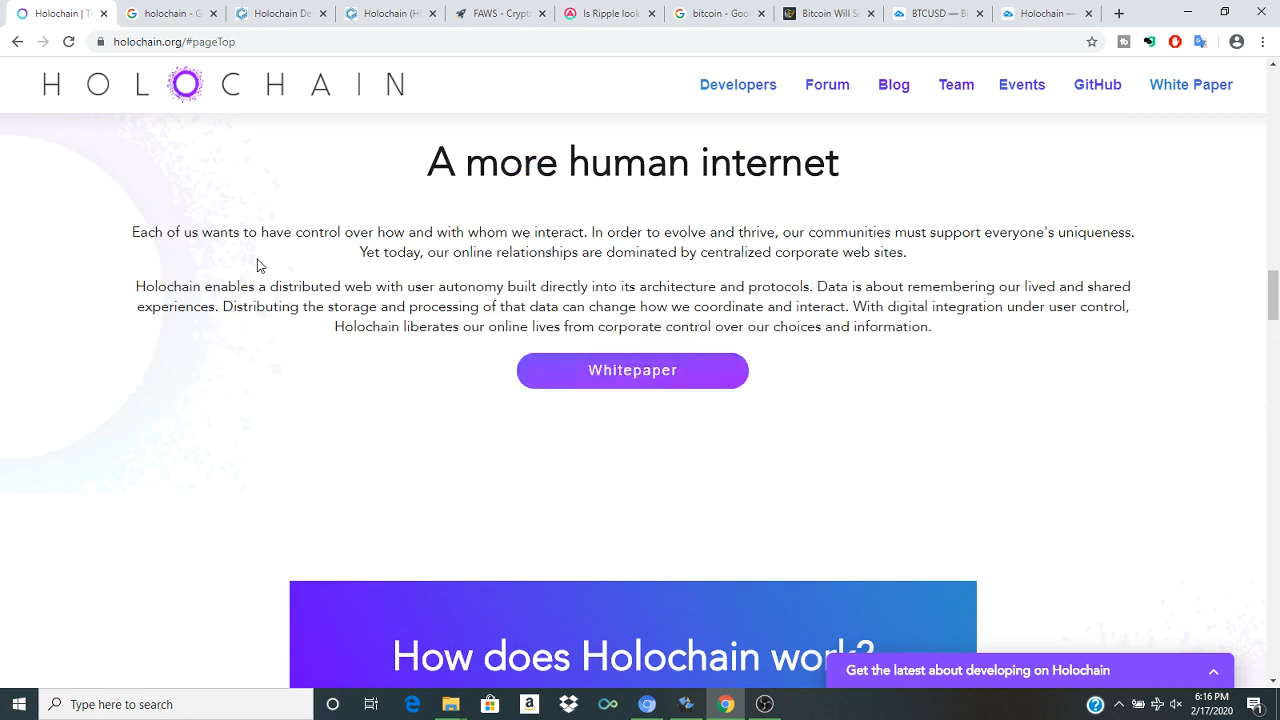 Holochain | T
holochain - G
Holochain De
Holochain (H
FAWS - Crypt
Is Ripple look
bitcoin - Goo
Bitcoin Will S
BTCUSD — B
Holochain —
holochain.org/#pageTop
HOLOCHAIN
Developers
Forum
Blog
Team
Events
GitHub
White Paper
A more human internet
Each of us wants to have control over how and with whom we interact. In order to evolve and thrive, our communities must support everyone's uniqueness.
Yet today, our online relationships are dominated by centralized corporate web sites.
Holochain enables a distributed web with user autonomy built directly into its architecture and protocols. Data is about remembering our lived and shared
experiences. Distributing the storage and processing of that data can change how we coordinate and interact. With digital integration under user control,
Holochain liberates our online lives from corporate control over our choices and information.
Whitepaper
How does Holochain work?
Get the latest about developing on Holochain
Type here to search
6:16 PM
2/17/2020